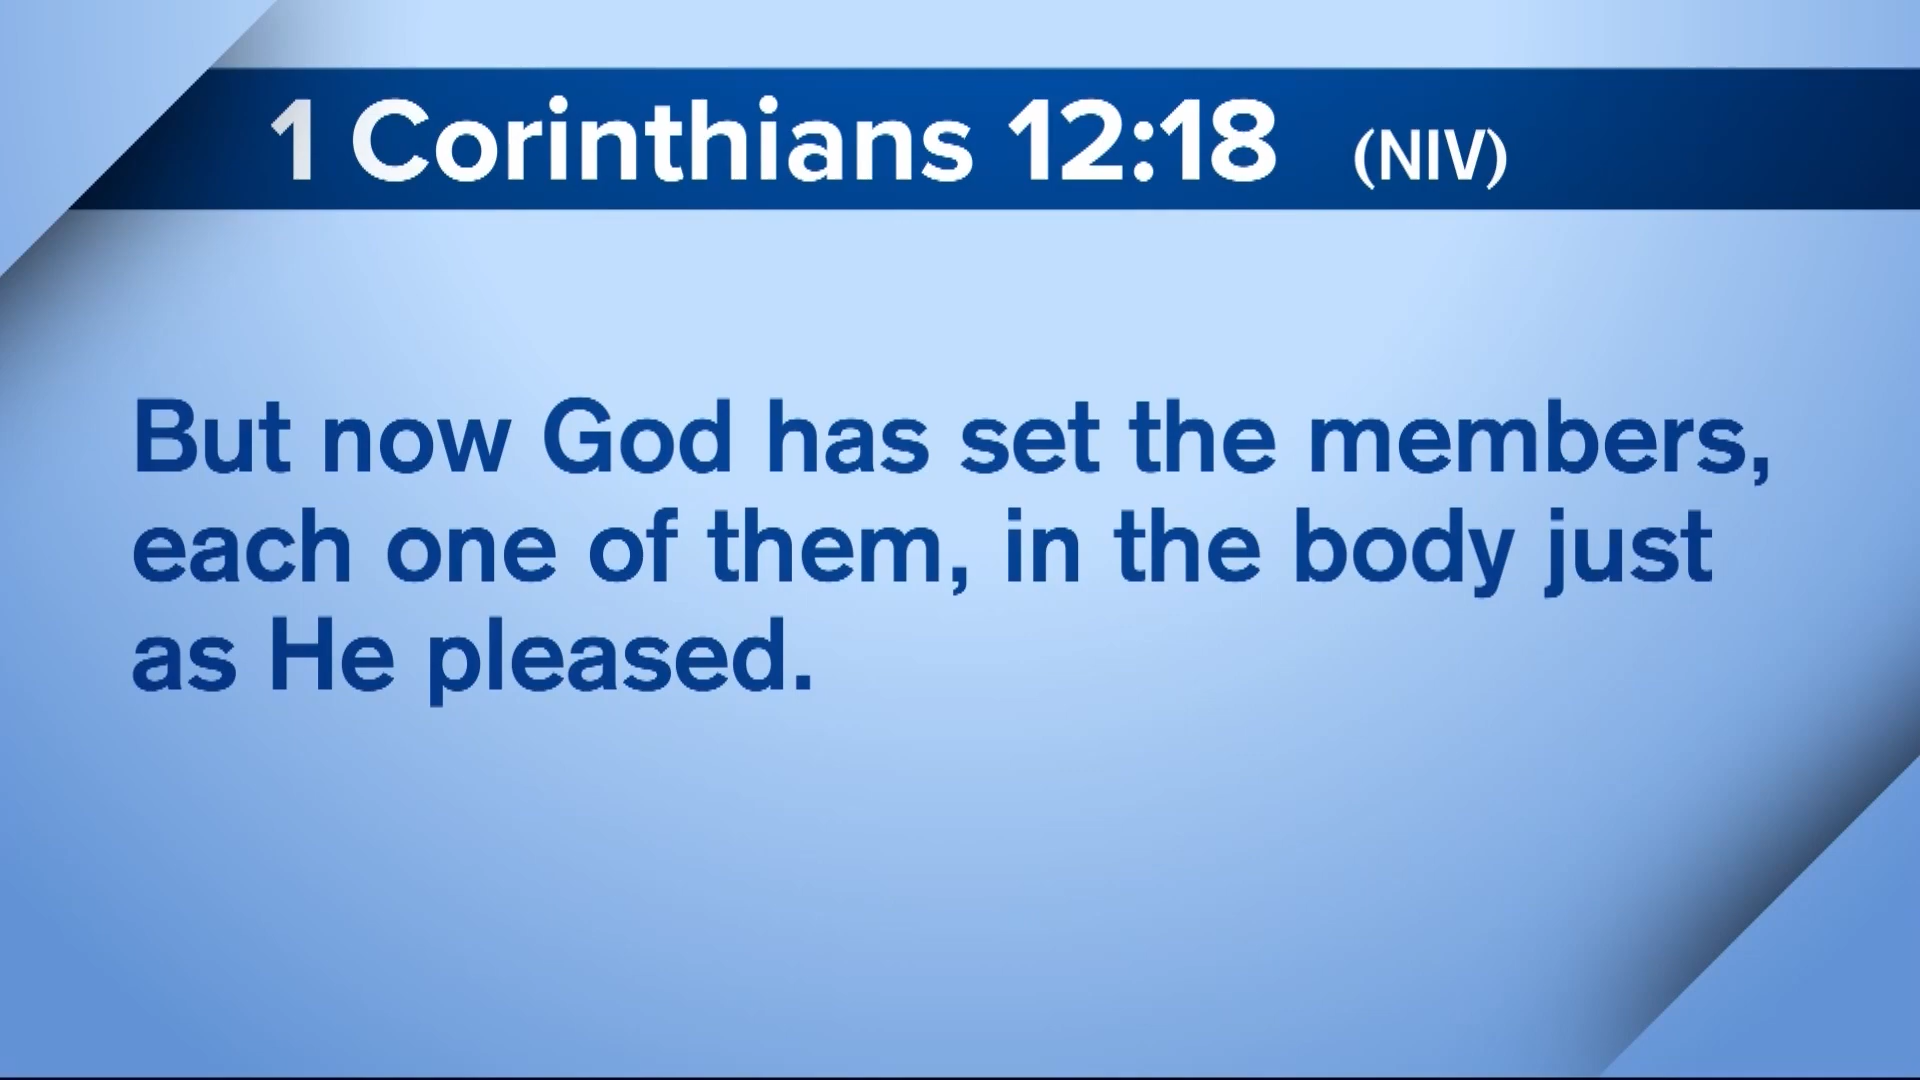 1 Corinthians 12:18 (NIV)
But now God has set the members,
each one of them, in the body just
as He pleased.